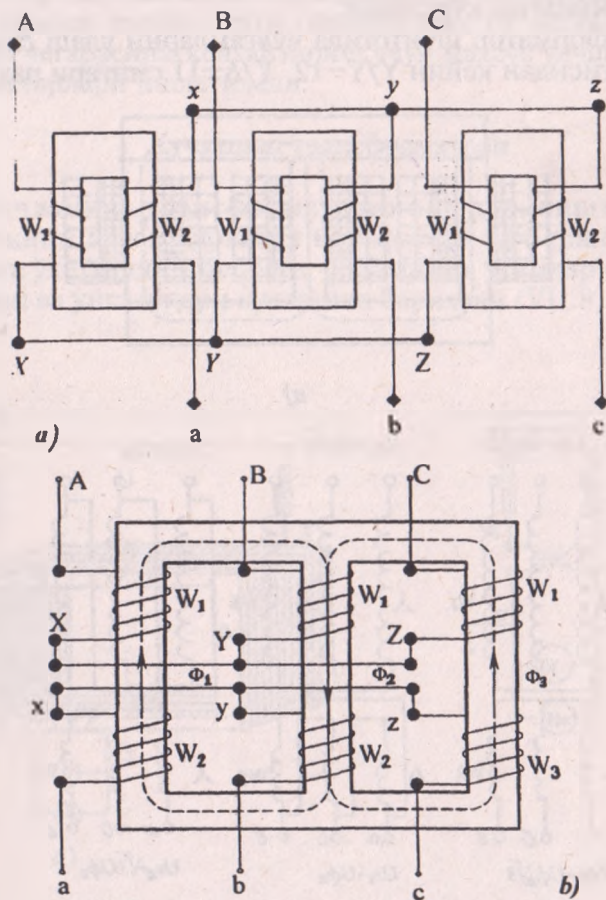 A B C
x y z
W₁ W₂ W₁ W₂ W₁ W₂
X Y Z
a) a b c
A B C
W₁ W₁ W₁
X Y Z
Φ₁ Φ₂ Φ₃
x y z
W₂ W₂ W₃
a b c b)